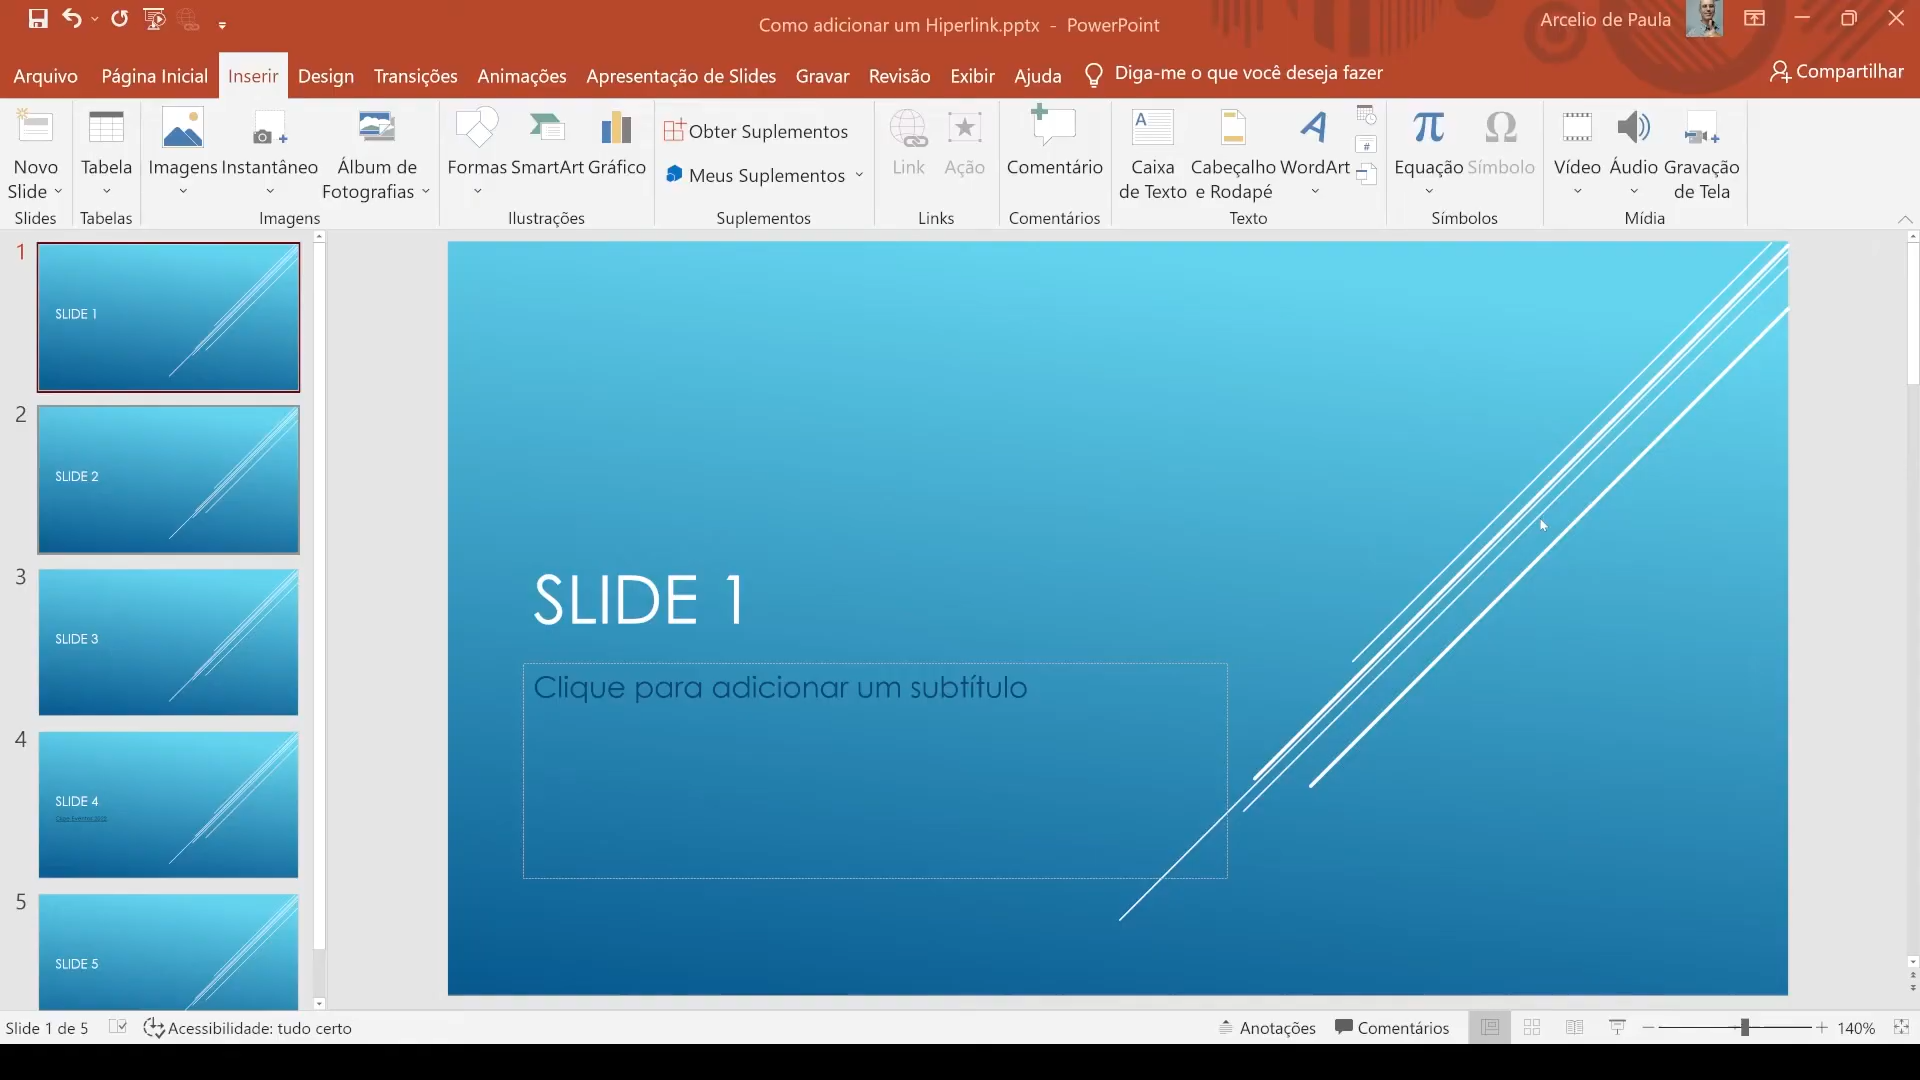 Como adicionar um Hiperlink.pptx - PowerPoint
Arcelio de Paula
Arquivo Página Inicial Inserir Design Transições Animações Apresentação de Slides Gravar Revisão Exibir Ajuda Diga-me o que você deseja fazer Compartilhar
Novo Slide
Tabela
Imagens
Instantâneo
Álbum de Fotografias
Formas
SmartArt
Gráfico
Obter Suplementos
Meus Suplementos
Link
Ação
Comentário
Caixa de Texto
Cabeçalho e Rodapé
WordArt
Equação
Símbolo
Vídeo
Áudio
Gravação de Tela
Slides Tabelas Imagens Ilustrações Suplementos Links Comentários Texto Símbolos Mídia
1
SLIDE 1
2
SLIDE 2
3
SLIDE 3
4
SLIDE 4
5
SLIDE 5
SLIDE 1
Clique para adicionar um subtítulo
Slide 1 de 5 Acessibilidade: tudo certo Anotações Comentários 140%